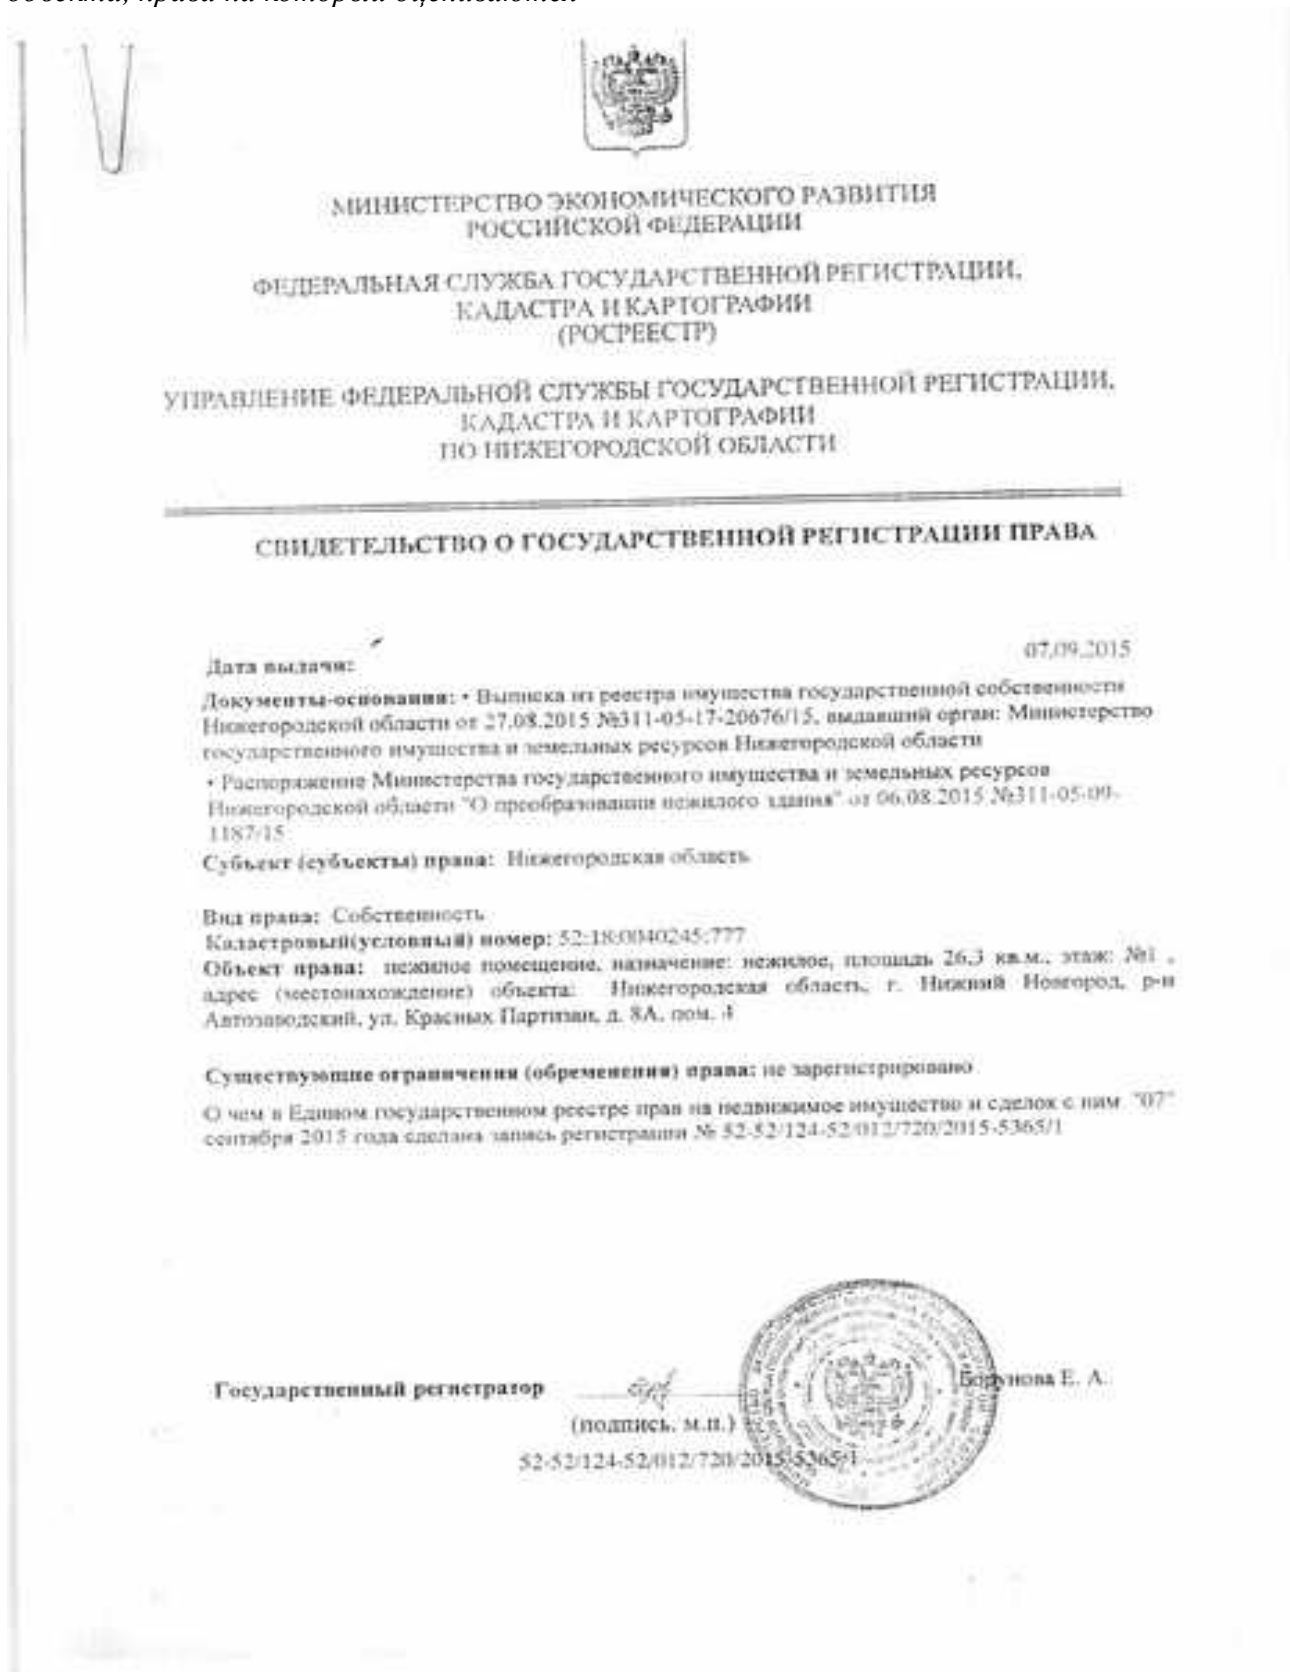 объекта, права на которые оцениваются
МИНИСТЕРСТВО ЭКОНОМИЧЕСКОГО РАЗВИТИЯ
РОССИЙСКОЙ ФЕДЕРАЦИИ
ФЕДЕРАЛЬНАЯ СЛУЖБА ГОСУДАРСТВЕННОЙ РЕГИСТРАЦИИ,
КАДАСТРА И КАРТОГРАФИИ
(РОСРЕЕСТР)
УПРАВЛЕНИЕ ФЕДЕРАЛЬНОЙ СЛУЖБЫ ГОСУДАРСТВЕННОЙ РЕГИСТРАЦИИ,
КАДАСТРА И КАРТОГРАФИИ
ПО НИЖЕГОРОДСКОЙ ОБЛАСТИ
СВИДЕТЕЛЬСТВО О ГОСУДАРСТВЕННОЙ РЕГИСТРАЦИИ ПРАВА
Дата выдачи: 07.09.2015
Документы-основания: • Выписка из реестра имущества государственной собственности
Нижегородской области от 27.08.2015 №311-05-17-20676/15, выдавший орган: Министерство
государственного имущества и земельных ресурсов Нижегородской области
• Распоряжение Министерства государственного имущества и земельных ресурсов
Нижегородской области "О преобразовании нежилого здания" от 06.08.2015 №311-05-09-
1187/15
Субъект (субъекты) права: Нижегородская область
Вид права: Собственность
Кадастровый(условный) номер: 52:18:0040245:777
Объект права: нежилое помещение, назначение: нежилое, площадь 26,3 кв.м., этаж: №1 ,
адрес (местонахождение) объекта: Нижегородская область, г. Нижний Новгород, р-н
Автозаводский, ул. Красных Партизан, д. 8А, пом.
Существующие ограничения (обременения) права: не зарегистрировано
О чем в Едином государственном реестре прав на недвижимое имущество и сделок с ним "07"
сентября 2015 года сделана запись регистрации № 52-52/124-52/012/720/2015-5365/1
Государственный регистратор Борунова Е. А.
(подпись, м.п.)
52-52/124-52/012/720/2015-5365/1